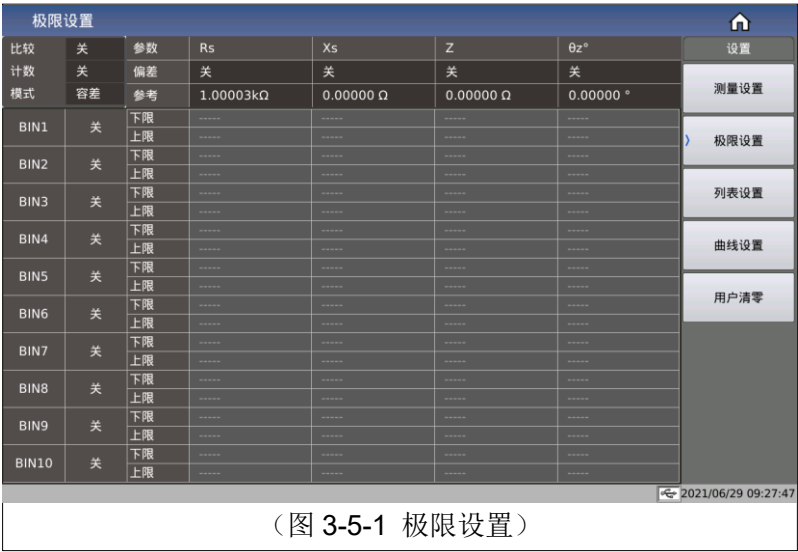 极限设置
比较 关 参数 Rs Xs Z θz° 设置
计数 关 偏差 关 关 关 关
模式 容差 参考 1.00003kΩ 0.00000 Ω 0.00000 Ω 0.00000 ° 测量设置
BIN1 关 下限 ----- ----- ----- -----
上限 ----- ----- ----- -----
〉 极限设置
BIN2 关 下限 ----- ----- ----- -----
上限 ----- ----- ----- -----
BIN3 关 下限 ----- ----- ----- -----
上限 ----- ----- ----- -----
列表设置
BIN4 关 下限 ----- ----- ----- -----
上限 ----- ----- ----- -----
曲线设置
BIN5 关 下限 ----- ----- ----- -----
上限 ----- ----- ----- -----
用户清零
BIN6 关 下限 ----- ----- ----- -----
上限 ----- ----- ----- -----
BIN7 关 下限 ----- ----- ----- -----
上限 ----- ----- ----- -----
BIN8 关 下限 ----- ----- ----- -----
上限 ----- ----- ----- -----
BIN9 关 下限 ----- ----- ----- -----
上限 ----- ----- ----- -----
BIN10 关 下限 ----- ----- ----- -----
上限 ----- ----- ----- -----
2021/06/29 09:27:47
（图 3-5-1 极限设置）